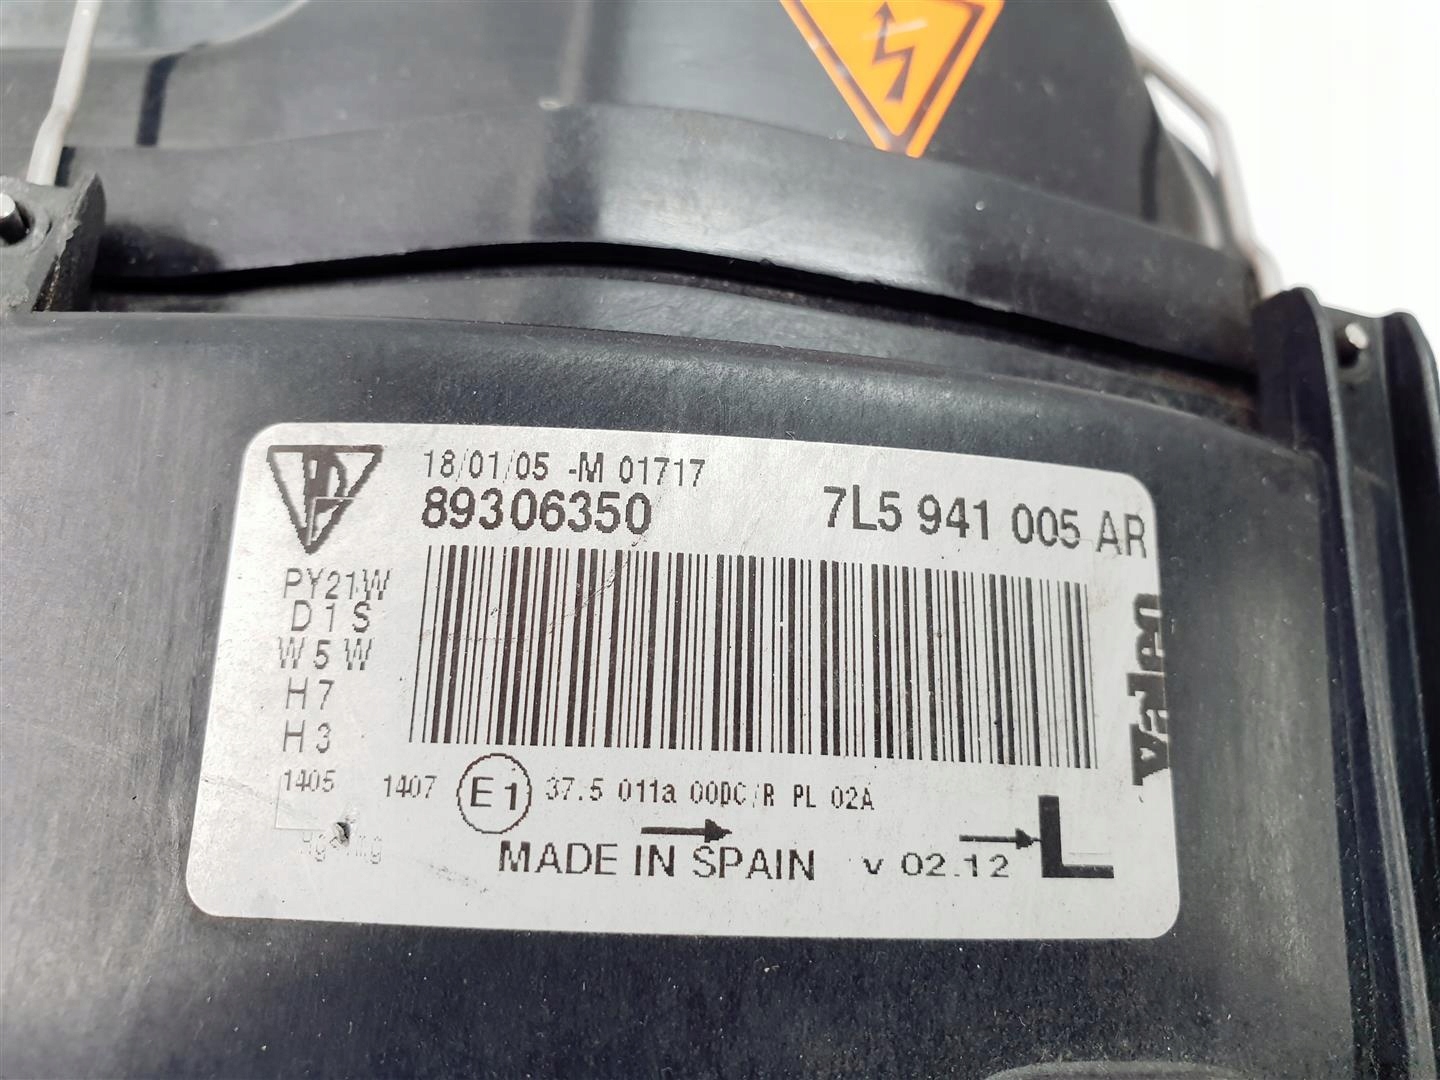 18/01/05 -M 01717
89306350 7L5 941 005 AR
PY21W
D1S
W5W
H7
H3
Valeo
1405 1407 E1 37.5 011a 00DC/R PL 02A
MADE IN SPAIN v 02.12 L